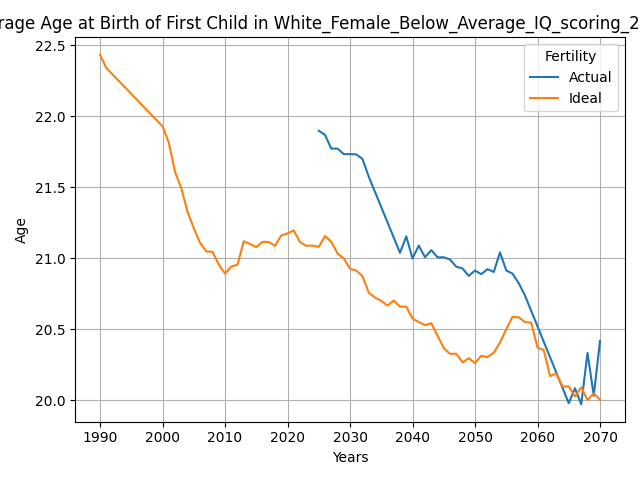 rage Age at Birth of First Child in White_Female_Below_Average_IQ_scoring_2
22.5
22.0
21.5
21.0
20.5
20.0
Age
Fertility
Actual
Ideal
1990 2000 2010 2020 2030 2040 2050 2060 2070
Years